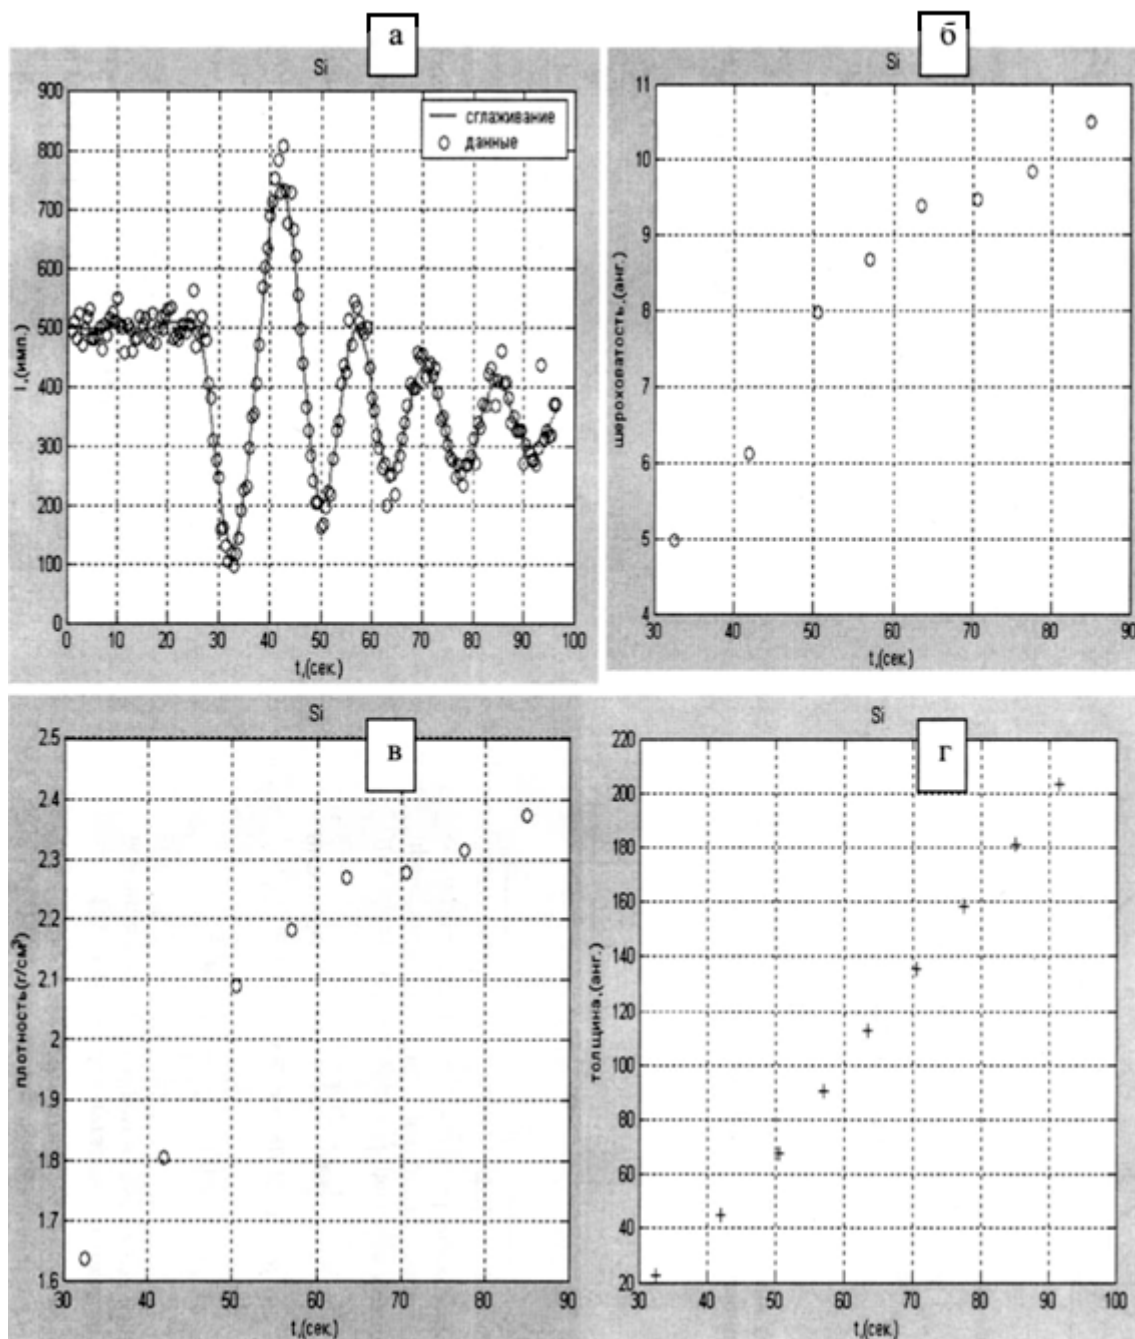 а
Si
900
800
700
600
500
400
300
200
100
0
I,(имп.)
сглаживание
данные
0 10 20 30 40 50 60 70 80 90 100
t,(сек.)
б
Si
11
10
9
8
7
6
5
4
шероховатость,(анг.)
30 40 50 60 70 80 90
t,(сек.)
в
Si
2.5
2.4
2.3
2.2
2.1
2
1.9
1.8
1.7
1.6
плотность(г/см³)
30 40 50 60 70 80 90
t,(сек.)
г
Si
220
200
180
160
140
120
100
80
60
40
20
толщина,(анг.)
30 40 50 60 70 80 90 100
t,(сек.)